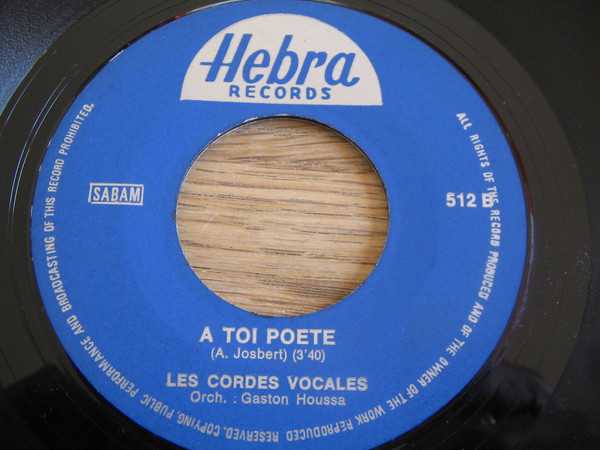 Hebra
RECORDS
SABAM
512 B
A TOI POETE
(A. Josbert) (3'40)
LES CORDES VOCALES
Orch. : Gaston Houssa
ALL RIGHTS OF THE RECORD PRODUCED AND OF THE OWNER OF THE WORK REPRODUCED RESERVED. COPYING, PUBLIC PERFORMANCE AND BROADCASTING OF THIS RECORD PROHIBITED.